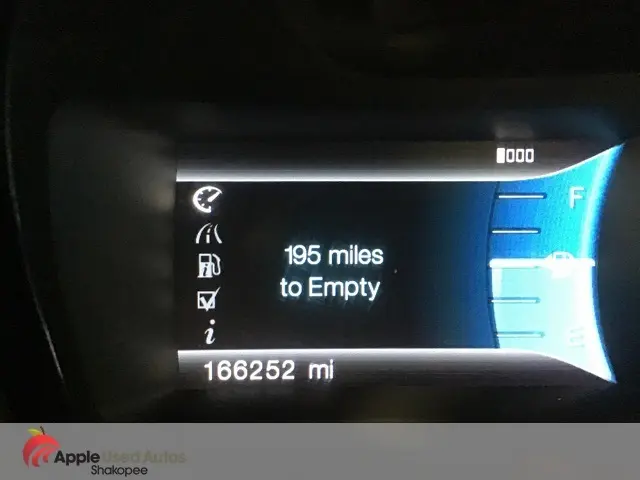 F
195 miles
to Empty
E
166252 mi
Apple Used Autos
Shakopee